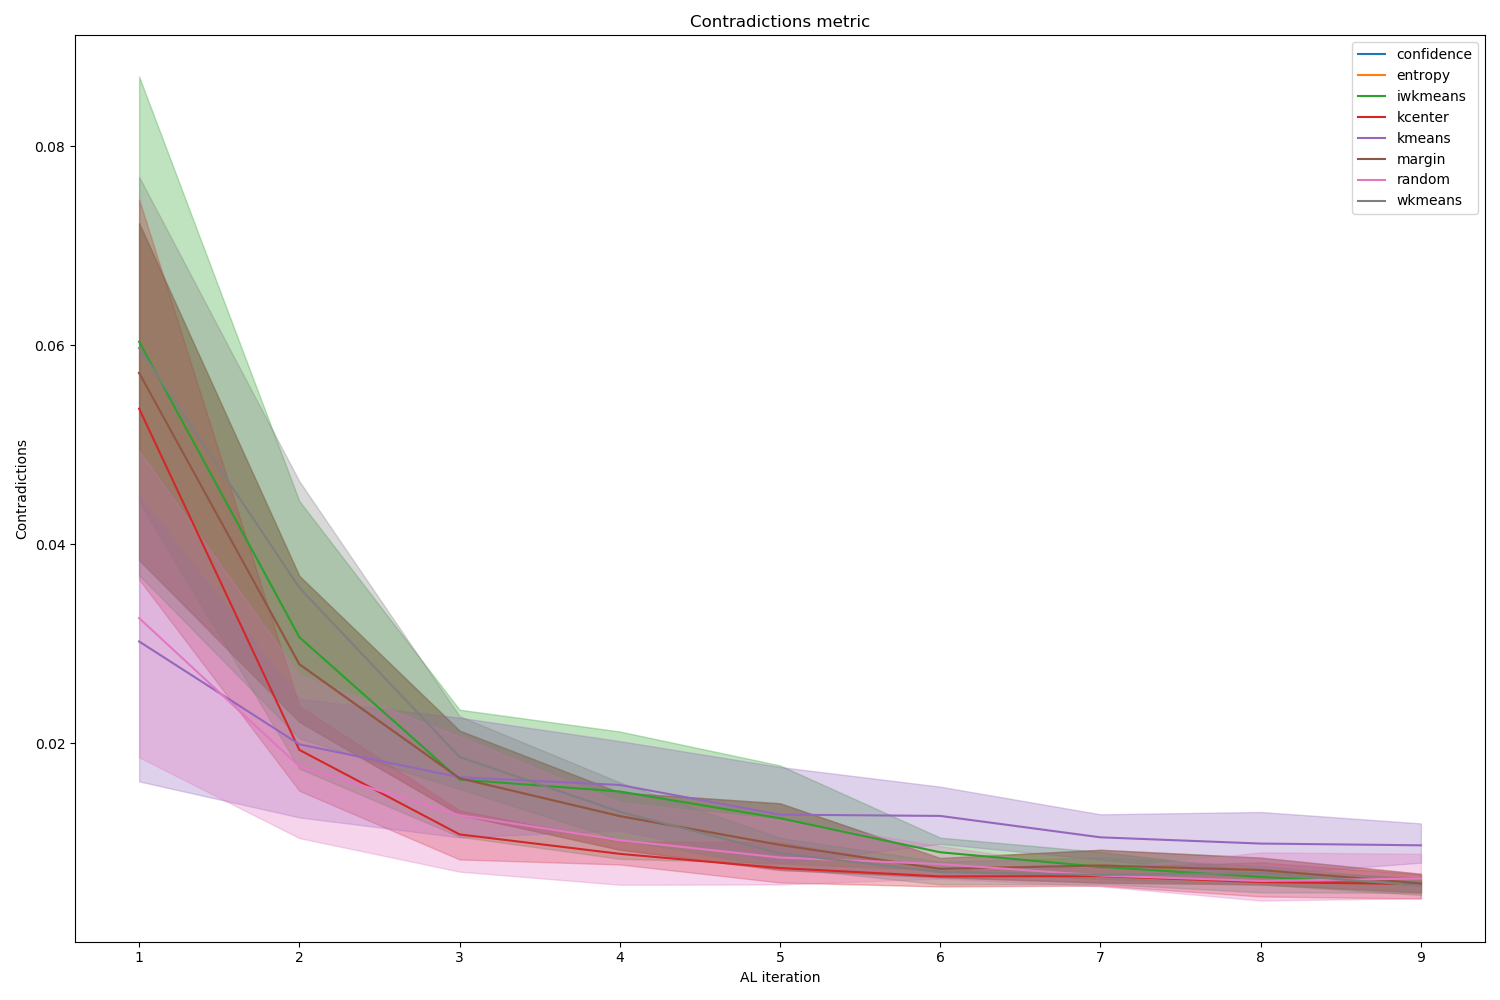 Contradictions metric
confidence
entropy
iwkmeans
kcenter
kmeans
margin
random
wkmeans
0.08
0.06
0.04
0.02
Contradictions
1 2 3 4 5 6 7 8 9
AL iteration